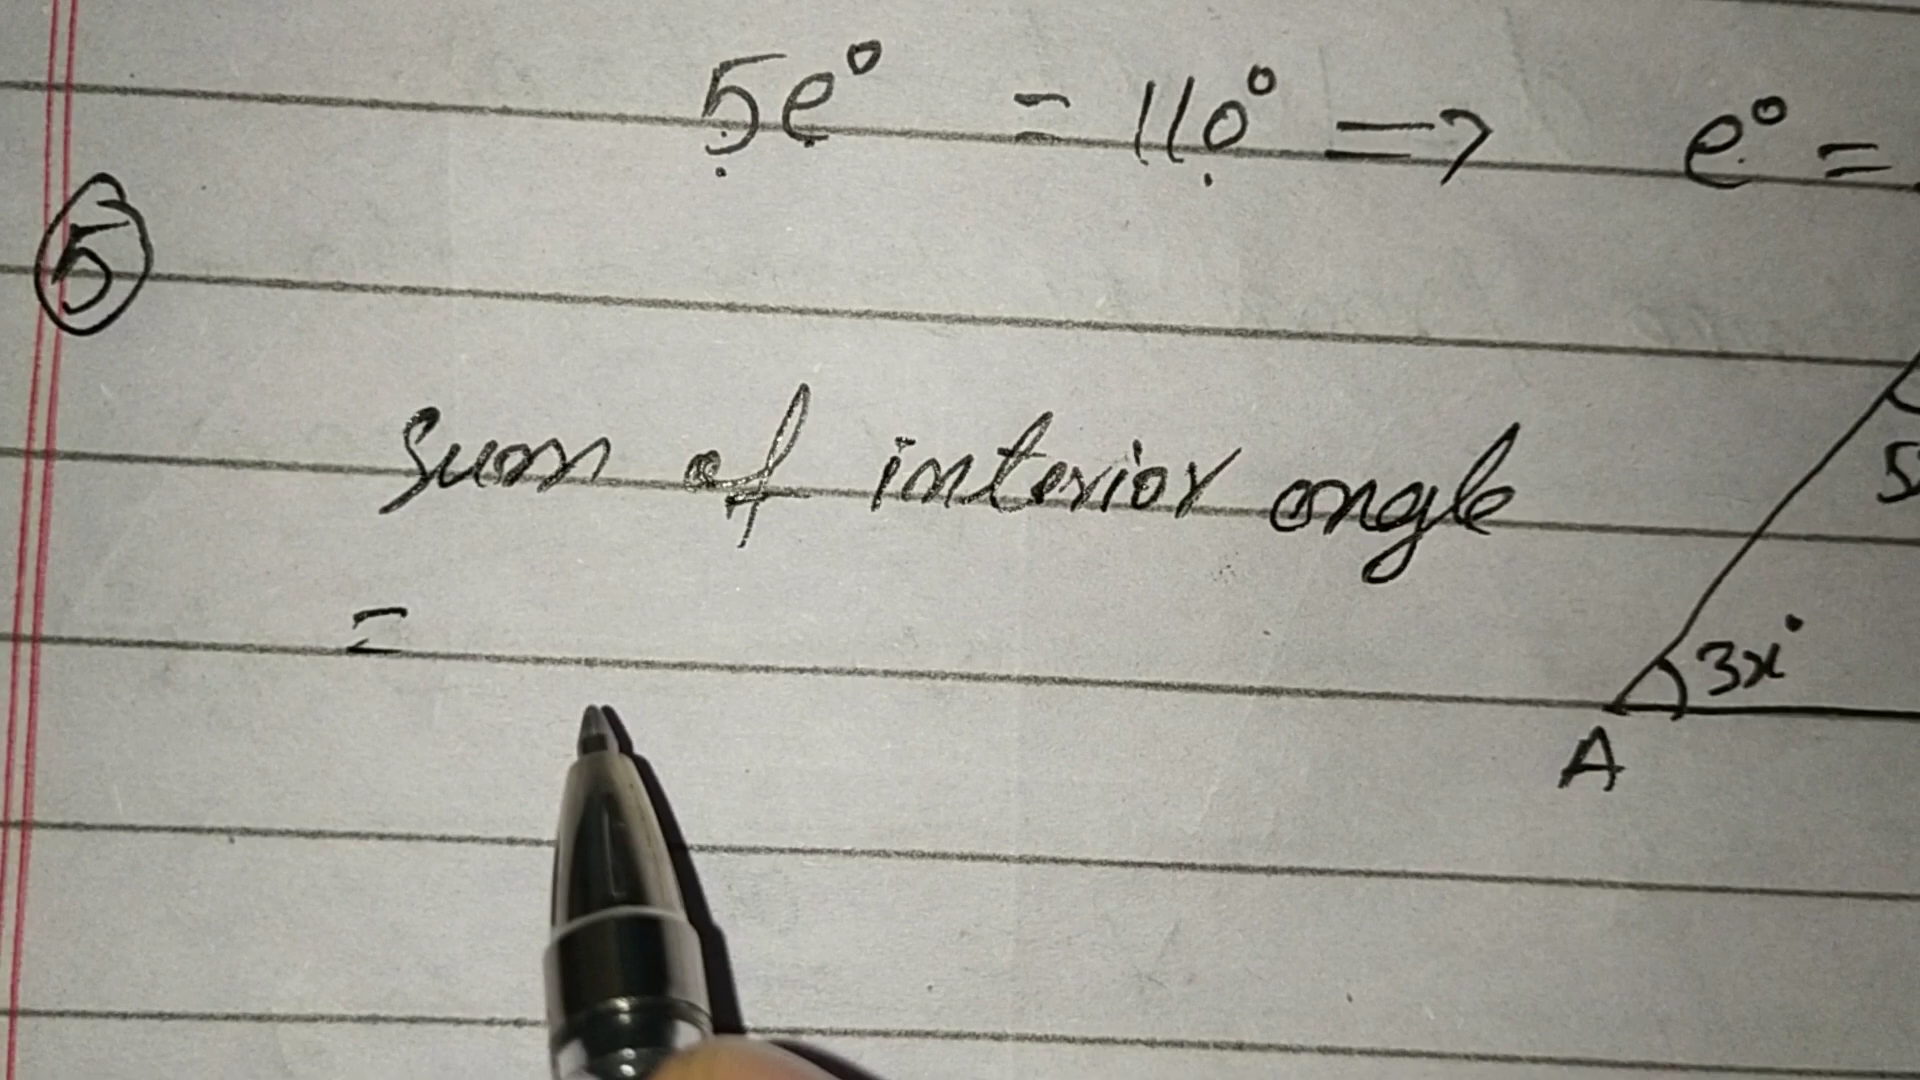 5e° = 110° => e° =
5
Sum of interior angle
=
5
3x°
A